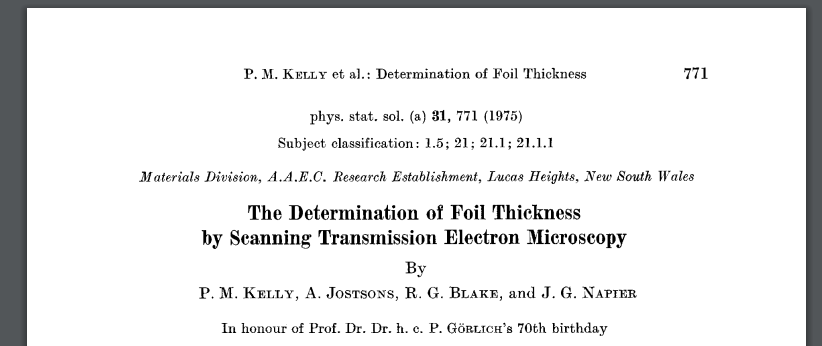 P. M. KELLY et al.: Determination of Foil Thickness 771
phys. stat. sol. (a) 31, 771 (1975)
Subject classification: 1.5; 21; 21.1; 21.1.1
Materials Division, A.A.E.C. Research Establishment, Lucas Heights, New South Wales
The Determination of Foil Thickness
by Scanning Transmission Electron Microscopy
By
P. M. KELLY, A. JOSTSONS, R. G. BLAKE, and J. G. NAPIER
In honour of Prof. Dr. Dr. h. c. P. GÖRLICH's 70th birthday